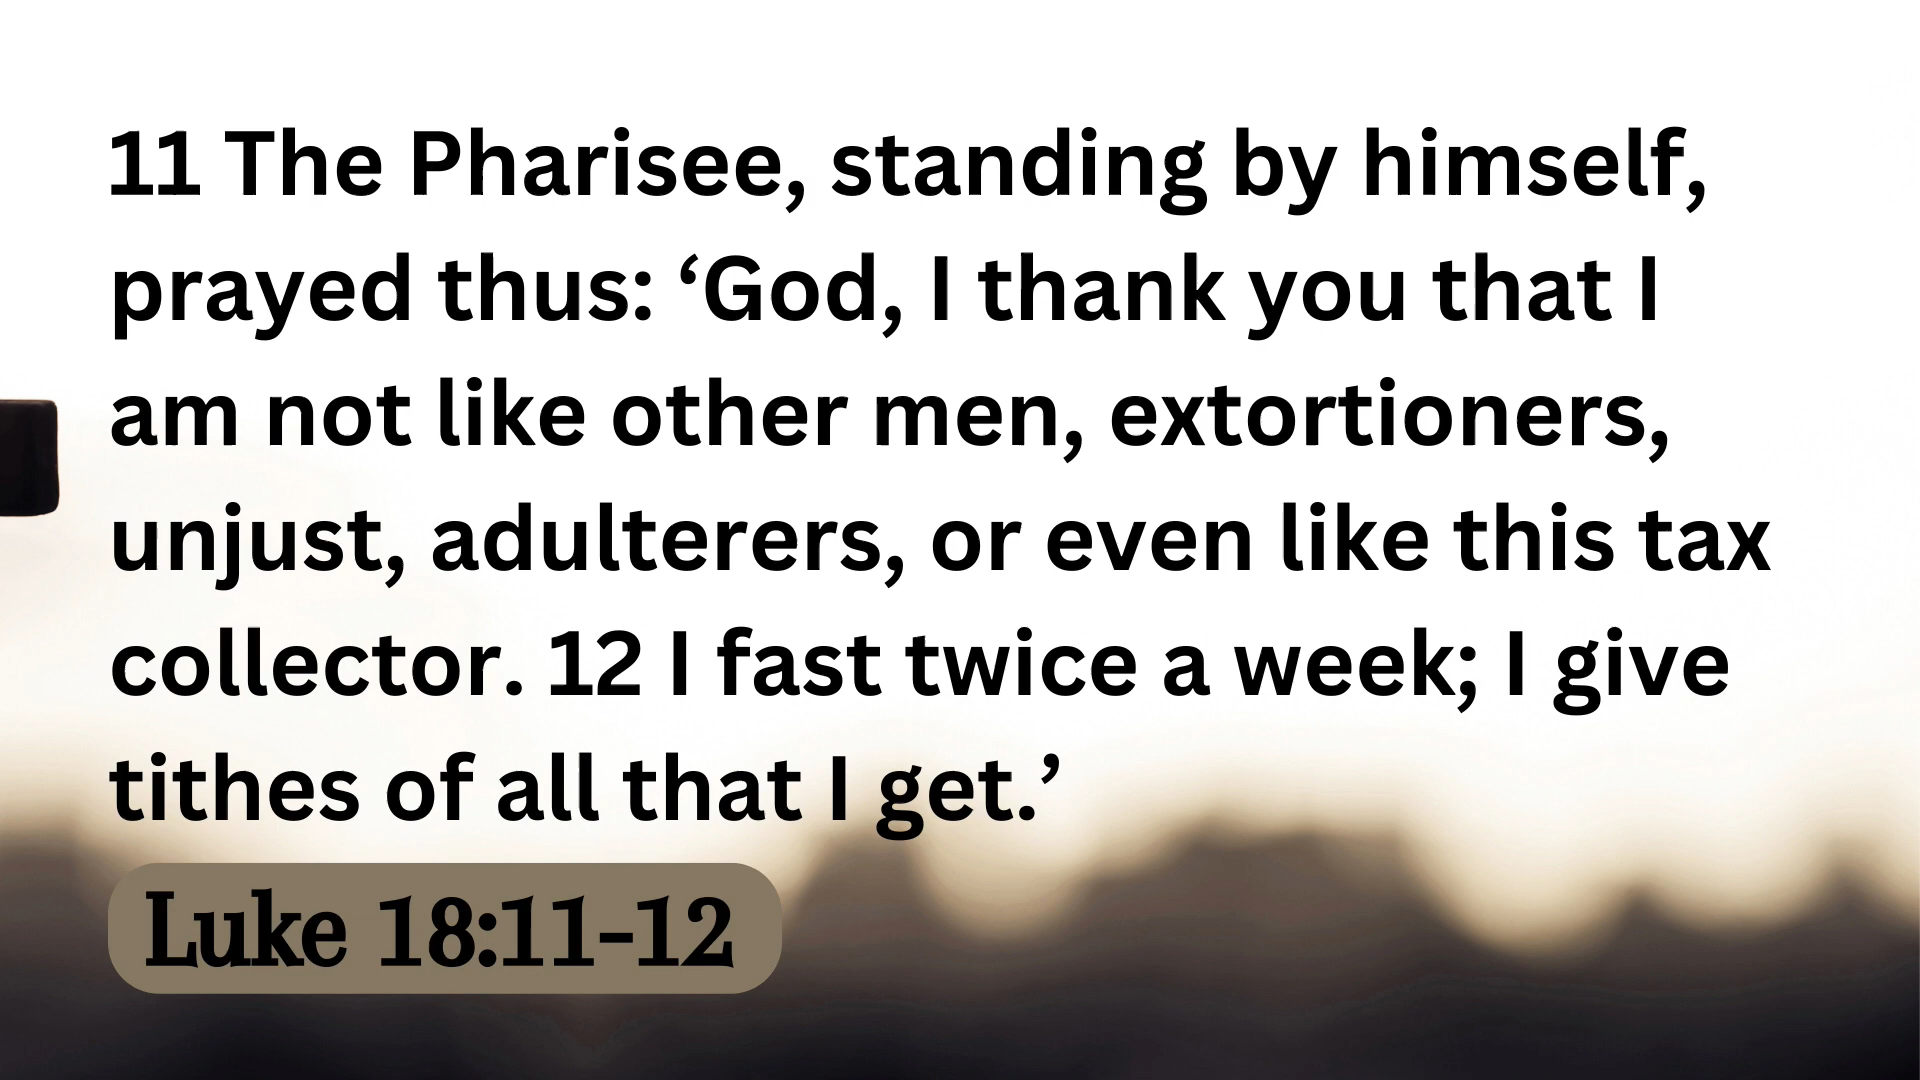 11 The Pharisee, standing by himself,
prayed thus: ‘God, I thank you that I
am not like other men, extortioners,
unjust, adulterers, or even like this tax
collector. 12 I fast twice a week; I give
tithes of all that I get.’
Luke 18:11-12